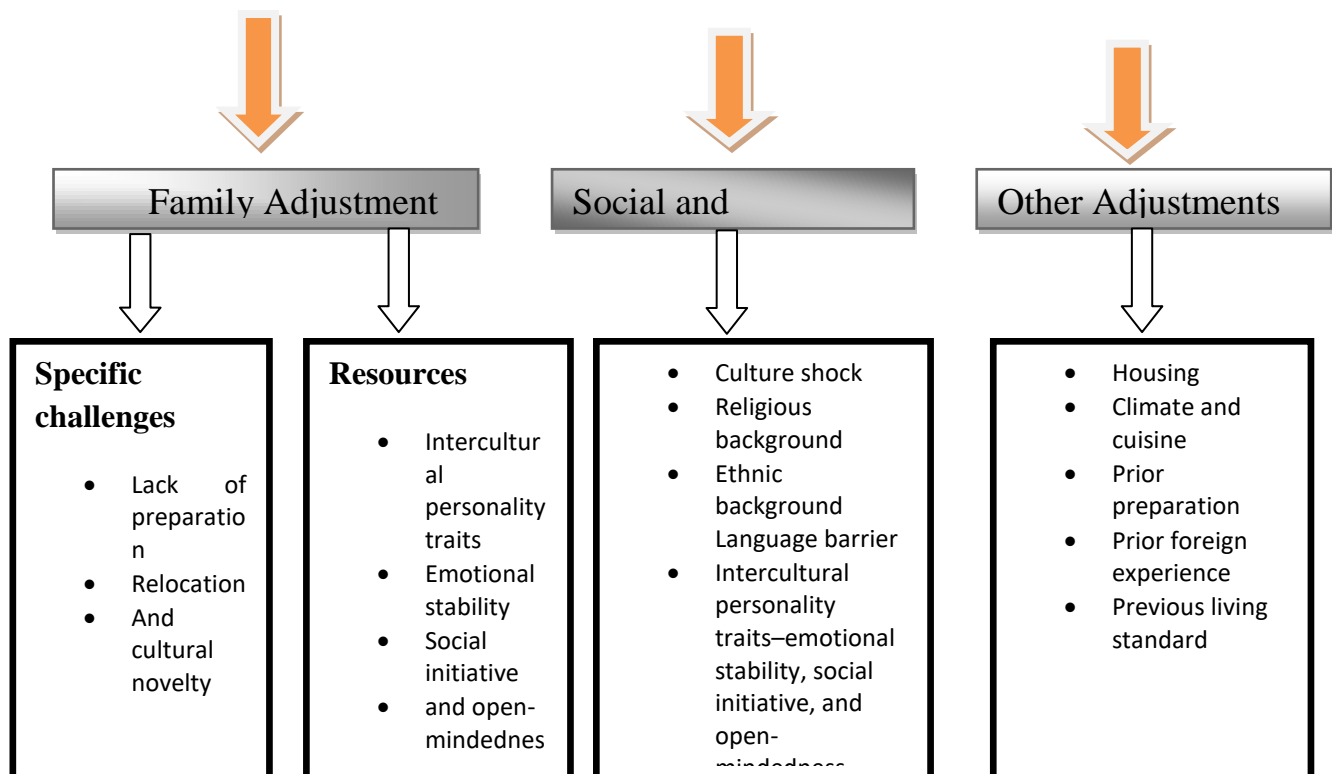 Family Adjustment
Social and
Other Adjustments
Specific
challenges
• Lack of
preparatio
n
• Relocation
• And
cultural
novelty
Resources
• Intercultur
al
personality
traits
• Emotional
stability
• Social
initiative
• and open-
mindednes
• Culture shock
• Religious
background
• Ethnic
background
Language barrier
• Intercultural
personality
traits–emotional
stability, social
initiative, and
open-
mindedness
• Housing
• Climate and
cuisine
• Prior
preparation
• Prior foreign
experience
• Previous living
standard